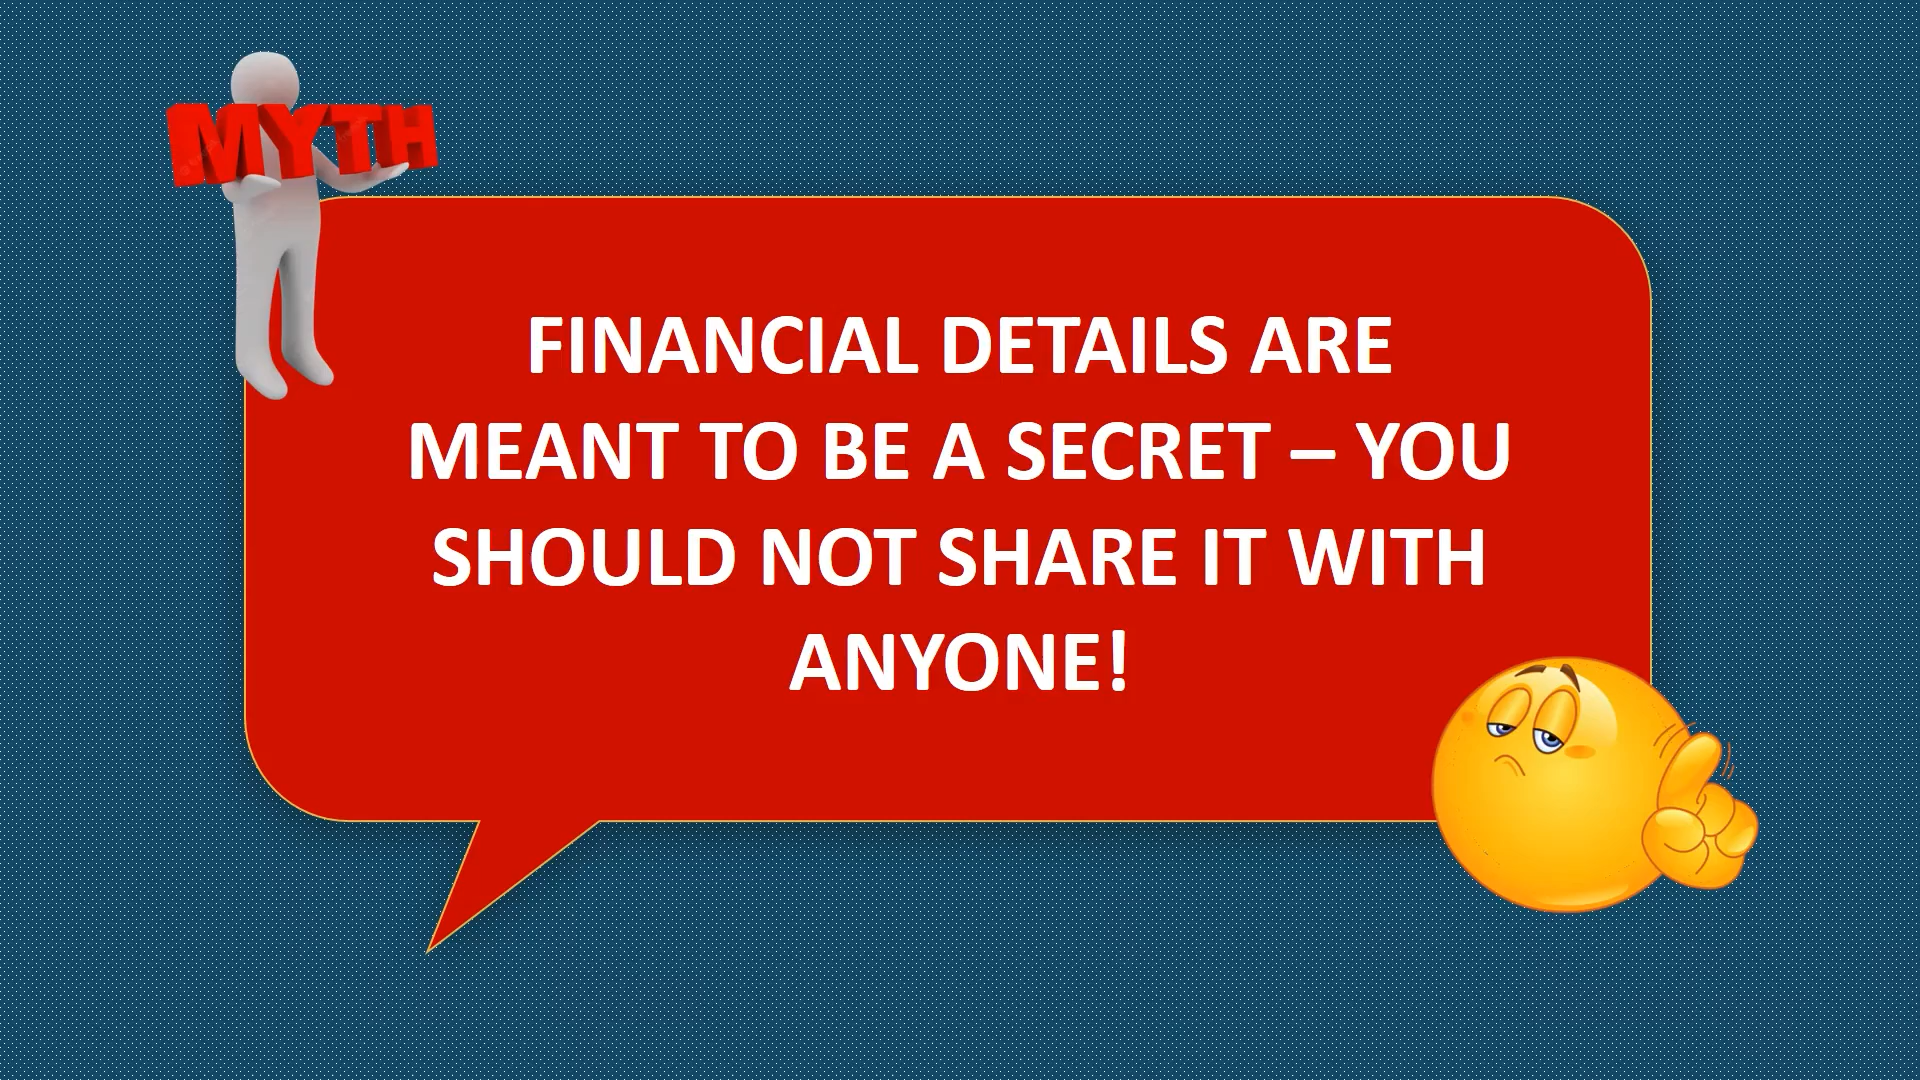 MYTH
FINANCIAL DETAILS ARE
MEANT TO BE A SECRET – YOU
SHOULD NOT SHARE IT WITH
ANYONE!